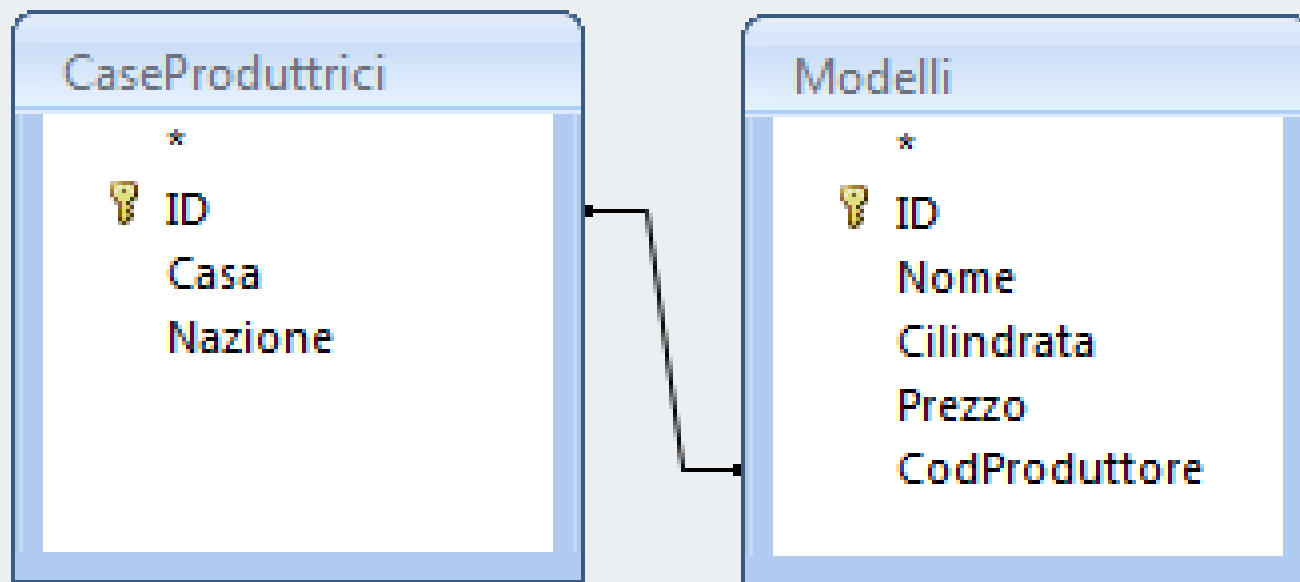 CaseProduttrici
*
ID
Casa
Nazione
Modelli
*
ID
Nome
Cilindrata
Prezzo
CodProduttore